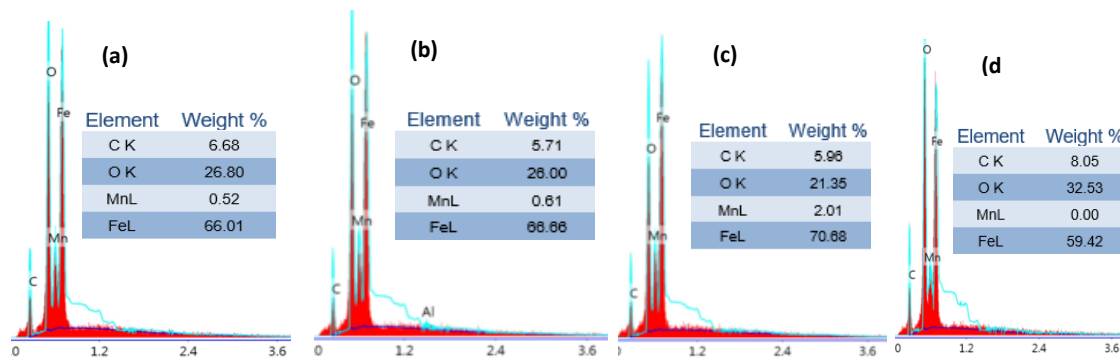 (a)
O
Fe
Mn
C
Element Weight %
C K 6.68
O K 26.80
MnL 0.52
FeL 66.01
0 1.2 2.4 3.6
(b)
O
Fe
Mn
C
Al
Element Weight %
C K 5.71
O K 26.00
MnL 0.61
FeL 66.66
0 1.2 2.4 3.6
(c)
Fe
O
Mn
C
Element Weight %
C K 5.96
O K 21.35
MnL 2.01
FeL 70.68
0 1.2 2.4 3.6
(d
O
Fe
Mn
C
Element Weight %
C K 8.05
O K 32.53
MnL 0.00
FeL 59.42
0 1.2 2.4 3.6